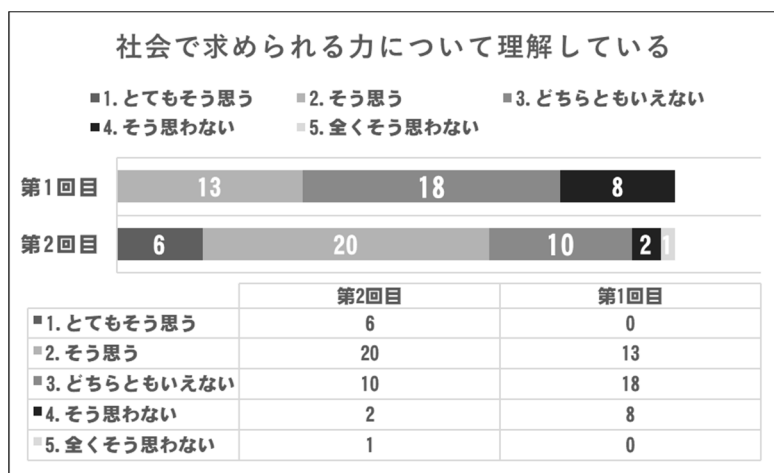 社会で求められる力について理解している
■1. とてもそう思う ■2. そう思う ■3. どちらともいえない
■4. そう思わない ■5. 全くそう思わない
第1回目 13 18 8
第2回目 6 20 10 2 1
第2回目 第1回目
■1. とてもそう思う 6 0
■2. そう思う 20 13
■3. どちらともいえない 10 18
■4. そう思わない 2 8
■5. 全くそう思わない 1 0